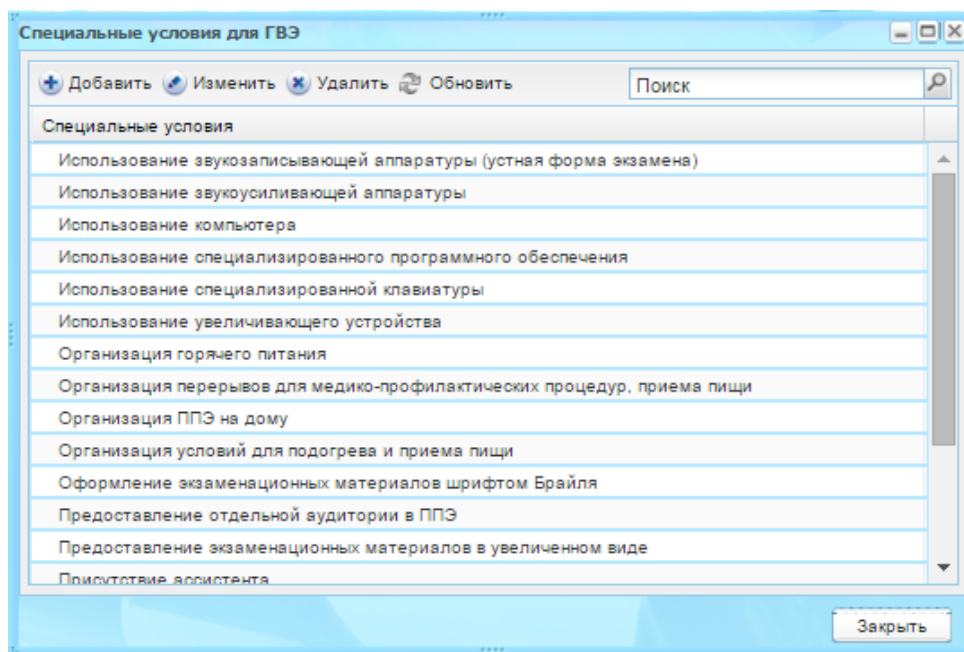 Специальные условия для ГВЭ
Добавить Изменить Удалить Обновить Поиск
Специальные условия
Использование звукозаписывающей аппаратуры (устная форма экзамена)
Использование звукоусиливающей аппаратуры
Использование компьютера
Использование специализированного программного обеспечения
Использование специализированной клавиатуры
Использование увеличивающего устройства
Организация горячего питания
Организация перерывов для медико-профилактических процедур, приема пищи
Организация ППЭ на дому
Организация условий для подогрева и приема пищи
Оформление экзаменационных материалов шрифтом Брайля
Предоставление отдельной аудитории в ППЭ
Предоставление экзаменационных материалов в увеличенном виде
Присутствие ассистента
Закрыть